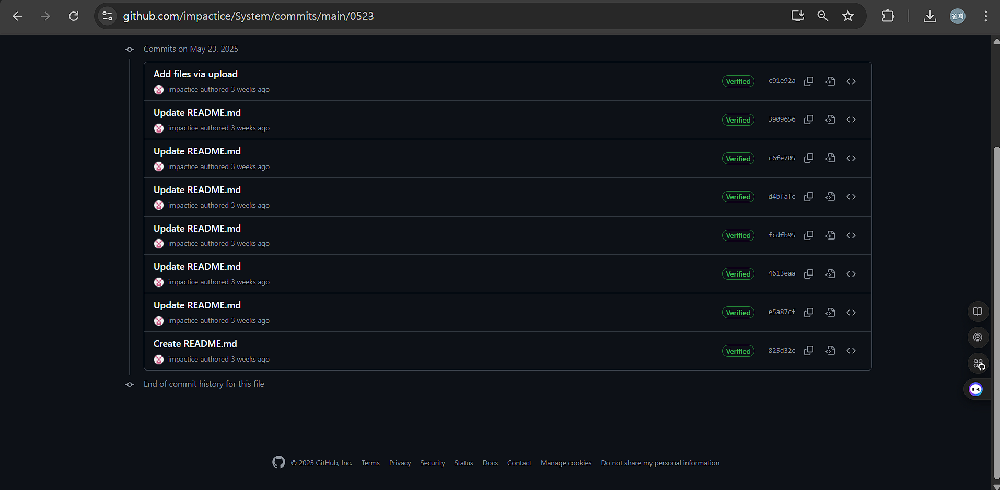 github.com/impactice/System/commits/main/0523
원희
Commits on May 23, 2025
Add files via upload
impactice authored 3 weeks ago
Verified
c91e92a
Update README.md
impactice authored 3 weeks ago
Verified
3909656
Update README.md
impactice authored 3 weeks ago
Verified
c6fe705
Update README.md
impactice authored 3 weeks ago
Verified
d4bfafc
Update README.md
impactice authored 3 weeks ago
Verified
fcdfb95
Update README.md
impactice authored 3 weeks ago
Verified
4613eaa
Update README.md
impactice authored 3 weeks ago
Verified
e5a87cf
Create README.md
impactice authored 3 weeks ago
Verified
825d32c
End of commit history for this file
© 2025 GitHub, Inc. Terms Privacy Security Status Docs Contact Manage cookies Do not share my personal information